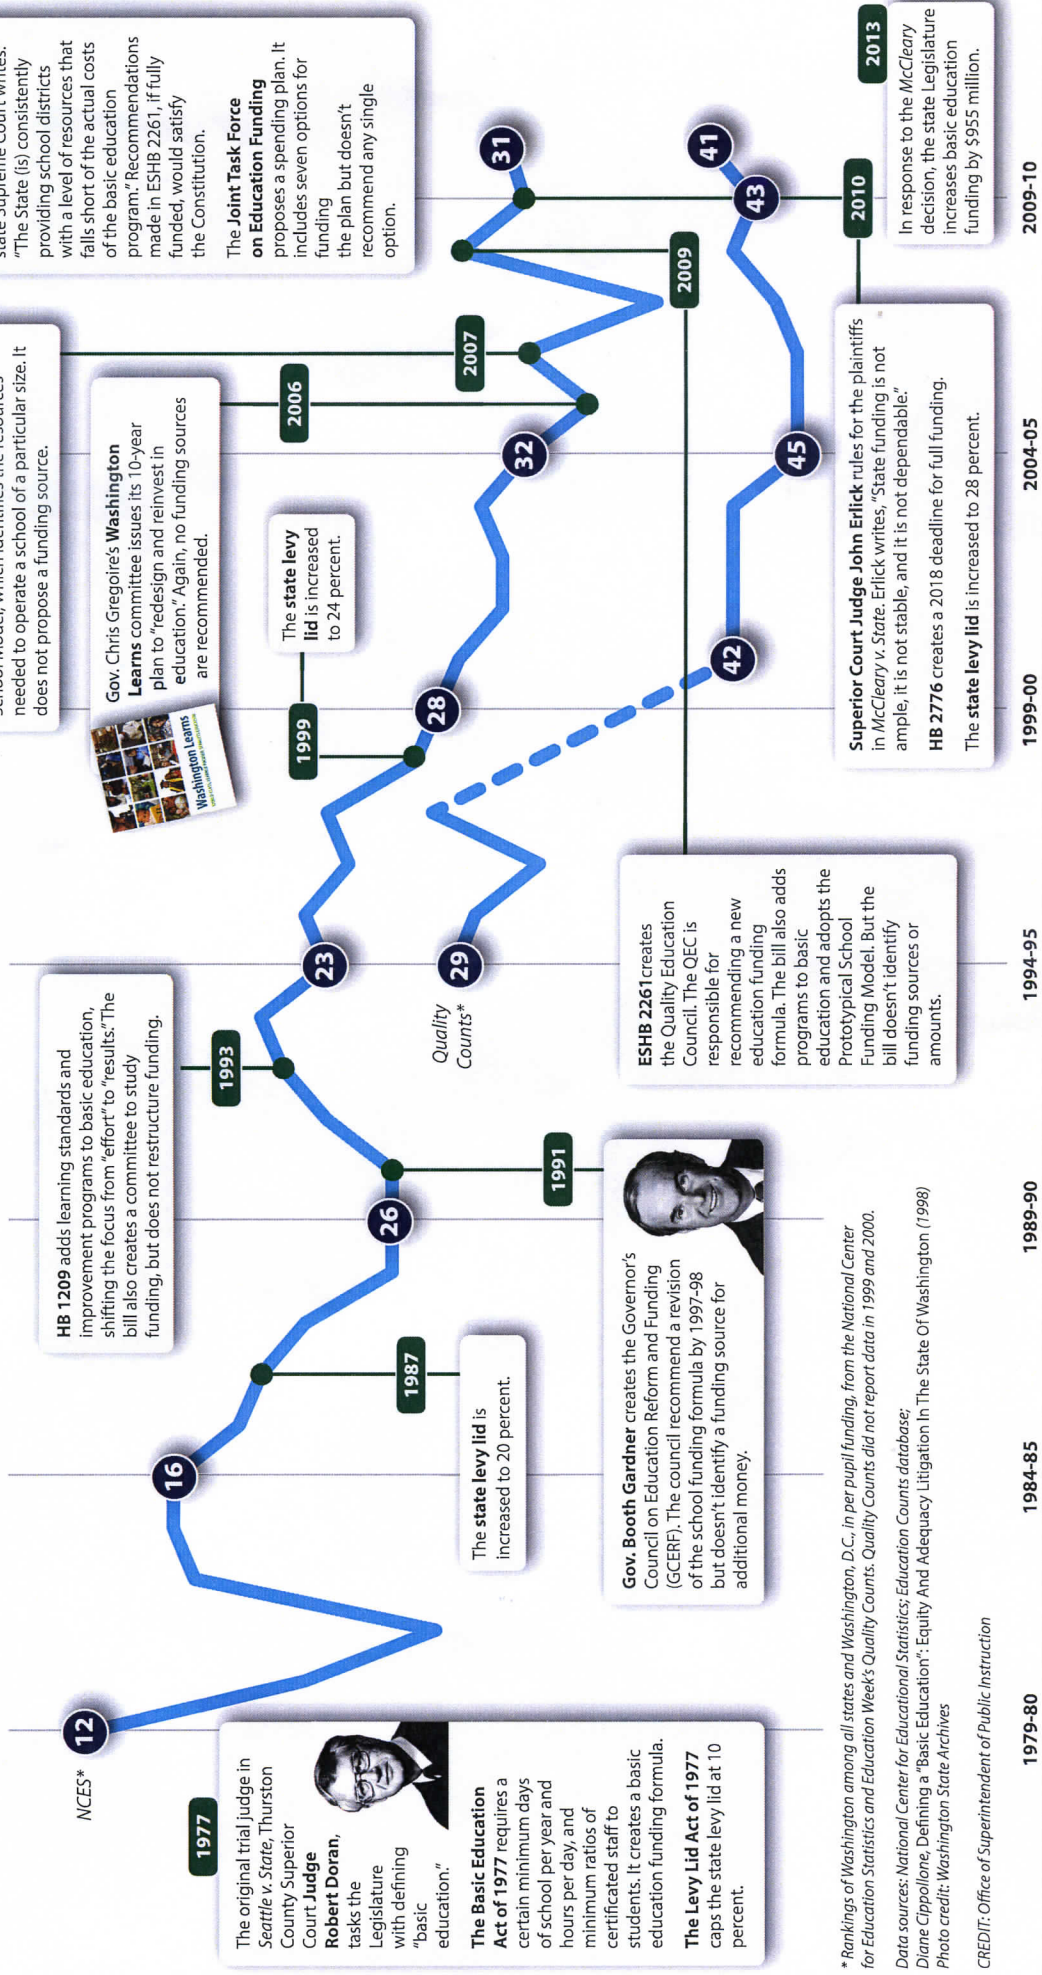 NCES*
12
1977
The original trial judge in
Seattle v. State, Thurston
County Superior
Court Judge
Robert Doran,
tasks the
Legislature
with defining
"basic
education."
The Basic Education
Act of 1977 requires a
certain minimum days
of school per year and
hours per day, and
minimum ratios of
certificated staff to
students. It creates a basic
education funding formula.
The Levy Lid Act of 1977
caps the state levy lid at 10
percent.
16
1987
The state levy lid is
increased to 20 percent.
26
1991
Gov. Booth Gardner creates the Governor's
Council on Education Reform and Funding
(GCERF). The council recommend a revision
of the school funding formula by 1997-98
but doesn't identify a funding source for
additional money.
HB 1209 adds learning standards and
improvement programs to basic education,
shifting the focus from "effort" to "results." The
bill also creates a committee to study
funding, but does not restructure funding.
1993
23
Quality
Counts*
29
1999
The state levy
lid is increased
to 24 percent.
28
42
needed to operate a school of a particular size. It
does not propose a funding source.
Gov. Chris Gregoire's Washington
Learns committee issues its 10-year
plan to "redesign and reinvest in
education." Again, no funding sources
are recommended.
Washington Learns
2006
2007
32
45
ESHB 2261 creates
the Quality Education
Council. The QEC is
responsible for
recommending a new
education funding
formula. The bill also adds
programs to basic
education and adopts the
Prototypical School
Funding Model. But the
bill doesn't identify
funding sources or
amounts.
2009
"The State (is) consistently
providing school districts
with a level of resources that
falls short of the actual costs
of the basic education
program." Recommendations
made in ESHB 2261, if fully
funded, would satisfy
the Constitution.
The Joint Task Force
on Education Funding
proposes a spending plan. It
includes seven options for
funding
the plan but doesn't
recommend any single
option.
31
41
43
2010
Superior Court Judge John Erlick rules for the plaintiffs
in McCleary v. State. Erlick writes, "State funding is not
ample, it is not stable, and it is not dependable."
HB 2776 creates a 2018 deadline for full funding.
The state levy lid is increased to 28 percent.
2013
In response to the McCleary
decision, the state Legislature
increases basic education
funding by $955 million.
* Rankings of Washington among all states and Washington, D.C., in per pupil funding, from the National Center
for Education Statistics and Education Week's Quality Counts. Quality Counts did not report data in 1999 and 2000.
Data sources: National Center for Educational Statistics; Education Counts database;
Diane Cippollone, Defining a "Basic Education": Equity And Adequacy Litigation In The State Of Washington (1998)
Photo credit: Washington State Archives
CREDIT: Office of Superintendent of Public Instruction
1979-80
1984-85
1989-90
1994-95
1999-00
2004-05
2009-10